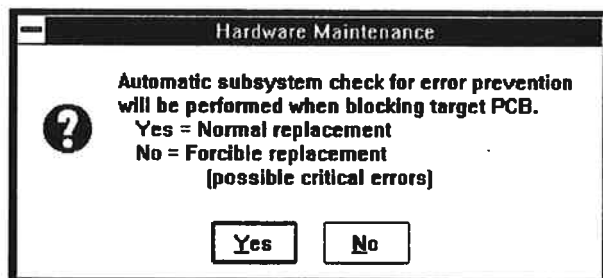 Hardware Maintenance
Automatic subsystem check for error prevention
will be performed when blocking target PCB.
Yes = Normal replacement
No = Forcible replacement
(possible critical errors)
Yes No